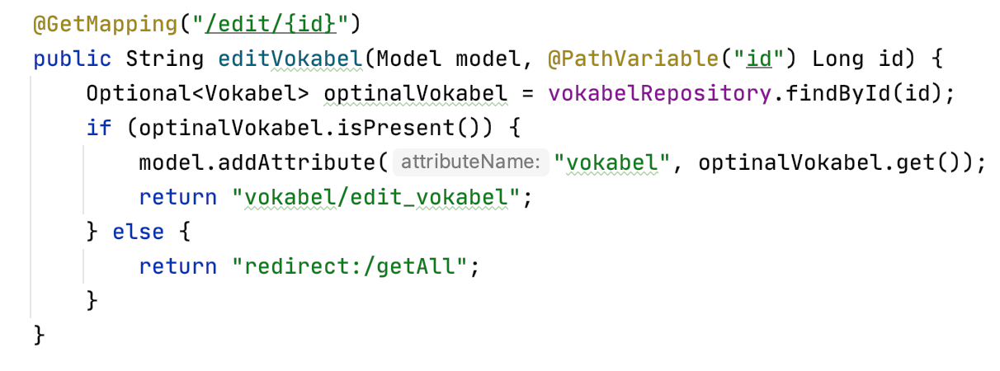 @GetMapping("/edit/{id}")
public String editVokabel(Model model, @PathVariable("id") Long id) {
Optional<Vokabel> optinalVokabel = vokabelRepository.findById(id);
if (optinalVokabel.isPresent()) {
model.addAttribute( attributeName: "vokabel", optinalVokabel.get());
return "vokabel/edit_vokabel";
} else {
return "redirect:/getAll";
}
}